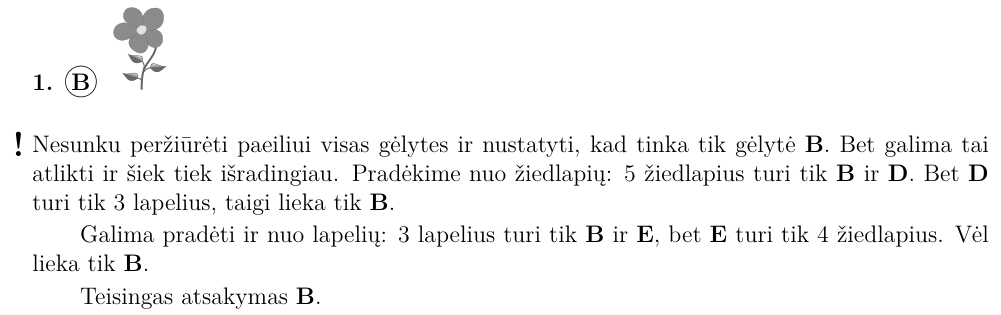 1. B
! Nesunku peržiūrėti paeiliui visas gėlytes ir nustatyti, kad tinka tik gėlytė B. Bet galima tai
atlikti ir šiek tiek išradingiau. Pradėkime nuo žiedlapių: 5 žiedlapius turi tik B ir D. Bet D
turi tik 3 lapelius, taigi lieka tik B.
Galima pradėti ir nuo lapelių: 3 lapelius turi tik B ir E, bet E turi tik 4 žiedlapius. Vėl
lieka tik B.
Teisingas atsakymas B.